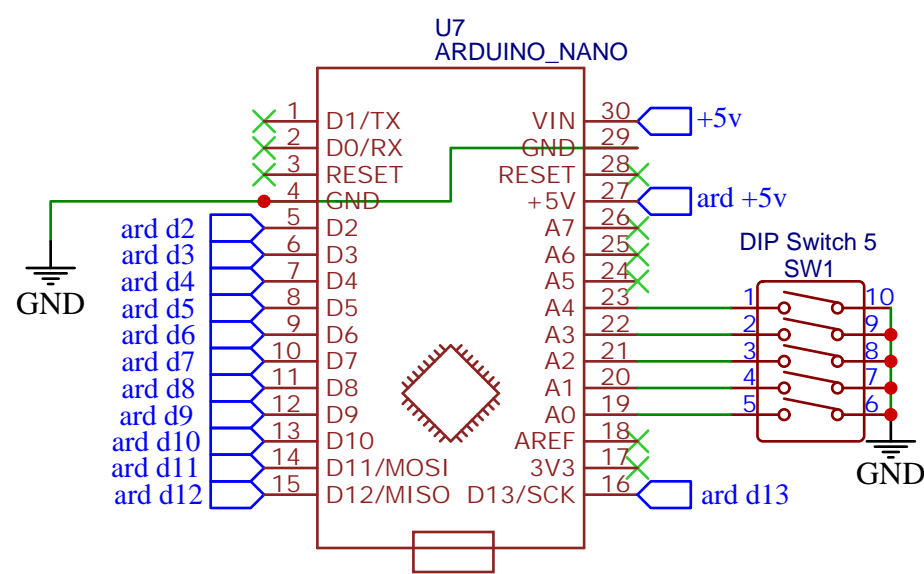 U7
ARDUINO_NANO
1 D1/TX VIN 30 +5v
2 D0/RX GND 29
3 RESET RESET 28
4 GND +5V 27 ard +5v
ard d2 5 D2 A7 26
ard d3 6 D3 A6 25
ard d4 7 D4 A5 24
ard d5 8 D5 A4 23
ard d6 9 D6 A3 22
ard d7 10 D7 A2 21
ard d8 11 D8 A1 20
ard d9 12 D9 A0 19
ard d10 13 D10 AREF 18
ard d11 14 D11/MOSI 3V3 17
ard d12 15 D12/MISO D13/SCK 16 ard d13
GND
DIP Switch 5
SW1
1 10
2 9
3 8
4 7
5 6
GND